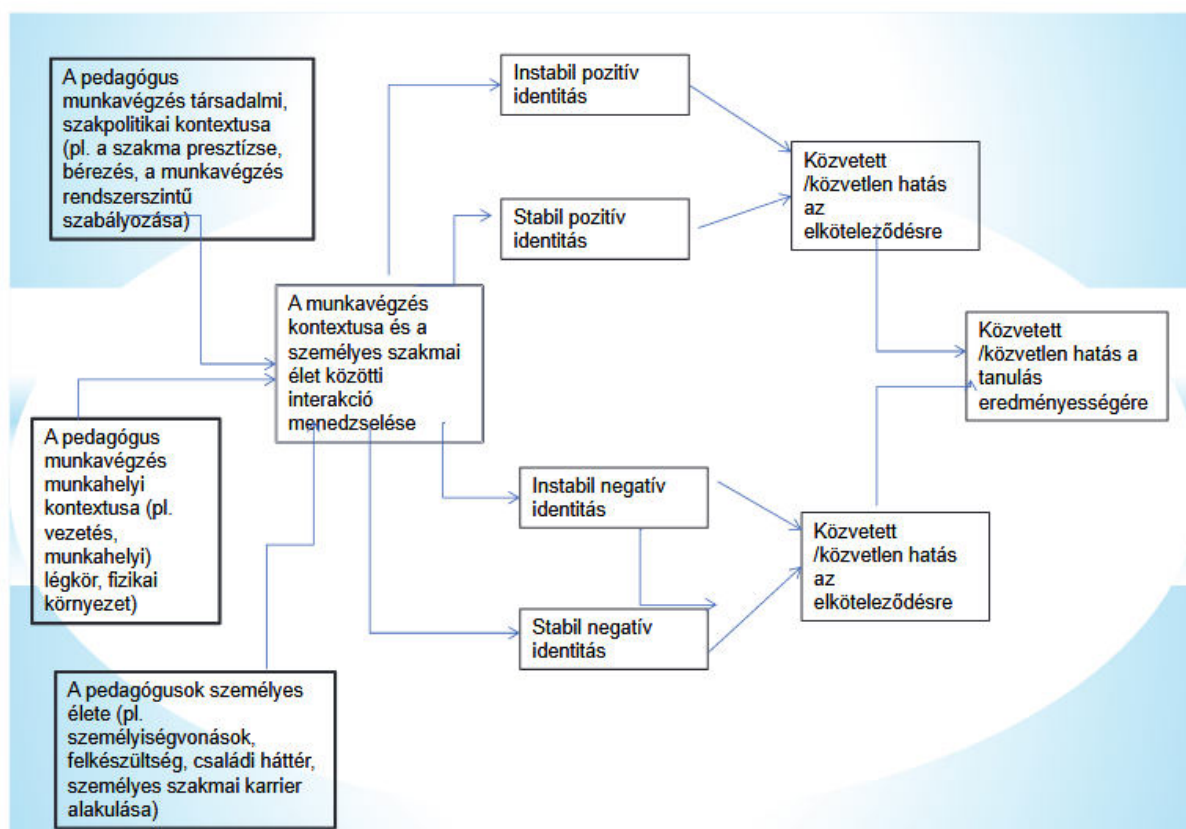 A pedagógus
munkavégzés társadalmi,
szakpolitikai kontextusa
(pl. a szakma presztízse,
bérezés, a munkavégzés
rendszerszintű
szabályozása)
A pedagógus
munkavégzés
munkahelyi
kontextusa (pl.
vezetés,
munkahelyi)
légkör, fizikai
környezet)
A pedagógusok személyes
élete (pl.
személyiségvonások,
felkészültség, családi háttér,
személyes szakmai karrier
alakulása)
A munkavégzés
kontextusa és a
személyes szakmai
élet közötti
interakció
menedzselése
Instabil pozitív
identitás
Stabil pozitív
identitás
Instabil negatív
identitás
Stabil negatív
identitás
Közvetett
/közvetlen hatás
az
elköteleződésre
Közvetett
/közvetlen hatás
az
elköteleződésre
Közvetett
/közvetlen hatás a
tanulás
eredményességére